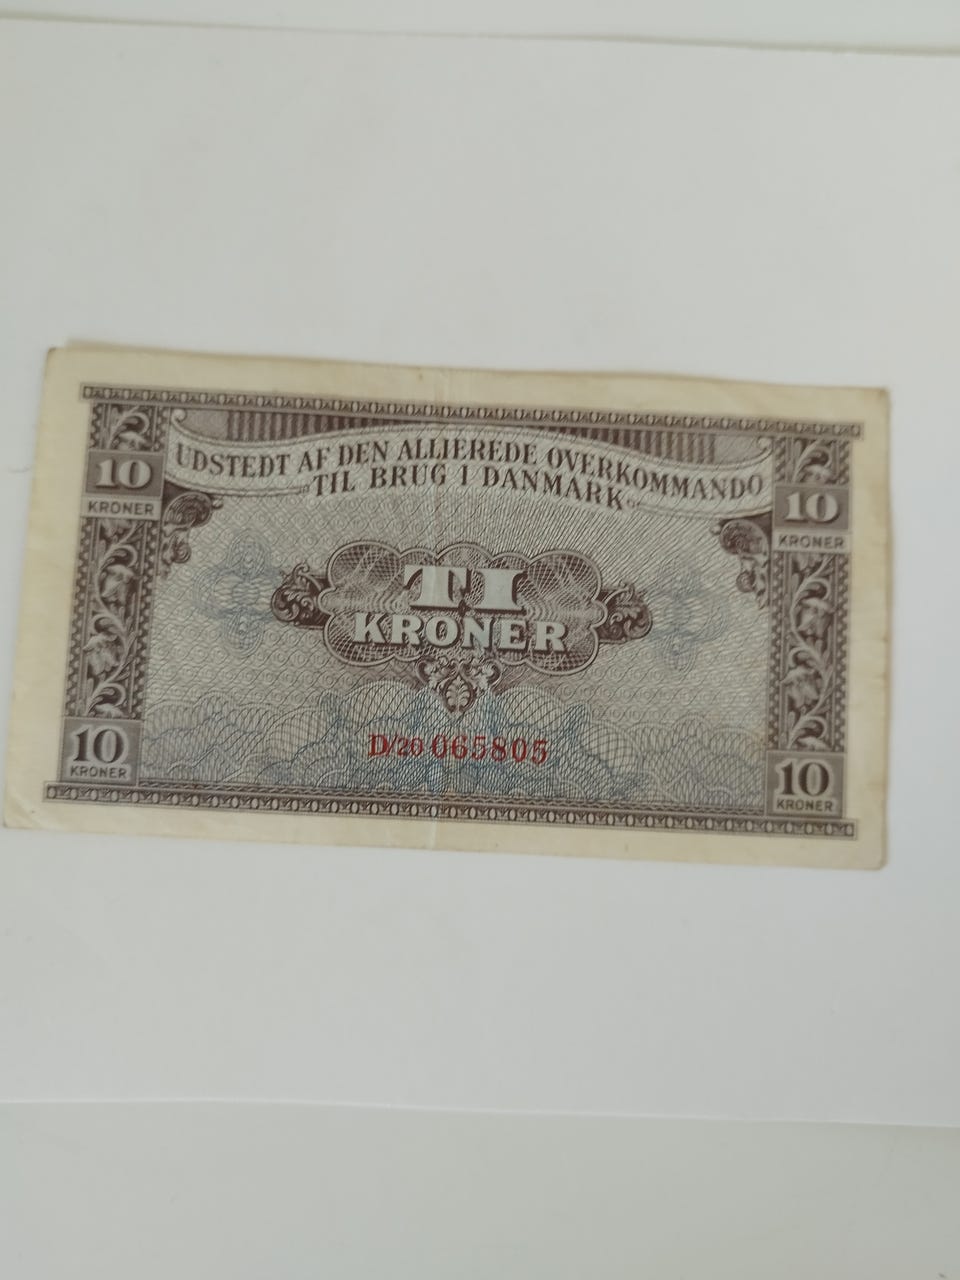 UDSTEDT AF DEN ALLIEREDE OVERKOMMANDO
TIL BRUG I DANMARK
10
KRONER
10
KRONER
TI
KRONER
D/20 065805
10
KRONER
10
KRONER